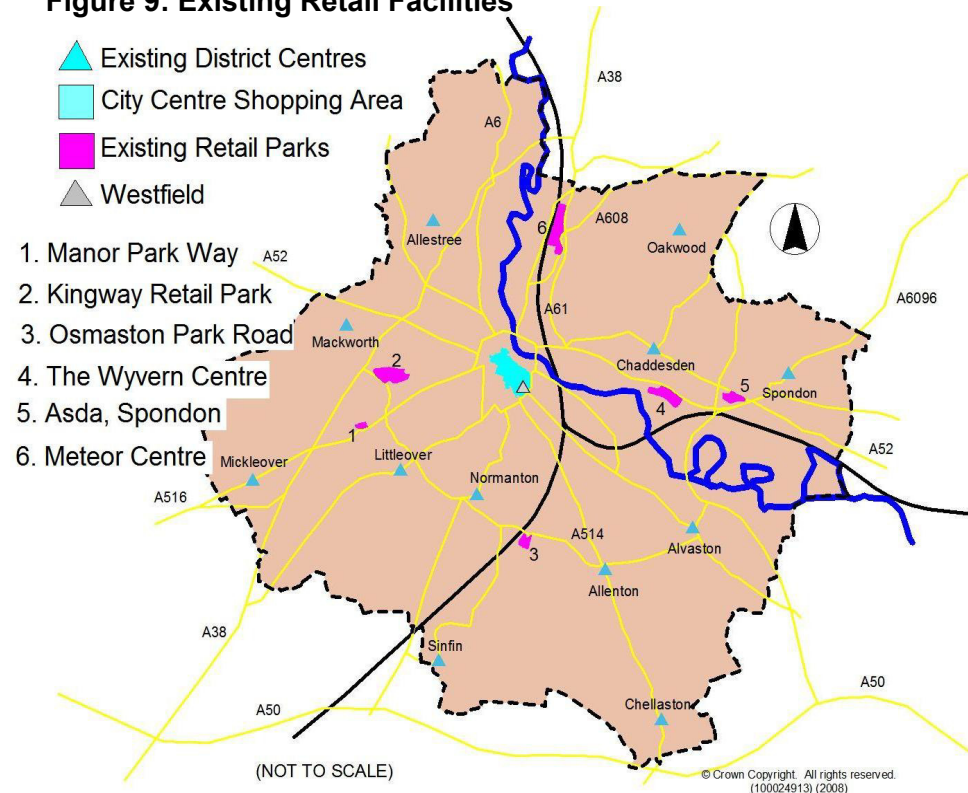 Figure 9: Existing Retail Facilities
Existing District Centres
City Centre Shopping Area
Existing Retail Parks
Westfield
1. Manor Park Way
2. Kingway Retail Park
3. Osmaston Park Road
4. The Wyvern Centre
5. Asda, Spondon
6. Meteor Centre
A38
A6
A608
6
Allestree
Oakwood
A52
A6096
A61
Mackworth
2
Chaddesden
5
Spondon
4
1
Mickleover
Littleover
A52
Normanton
A516
A514
3
Alvaston
Allenton
A38
Sinfin
A50
Chellaston
A50
(NOT TO SCALE)
© Crown Copyright. All rights reserved.
(100024913) (2008)